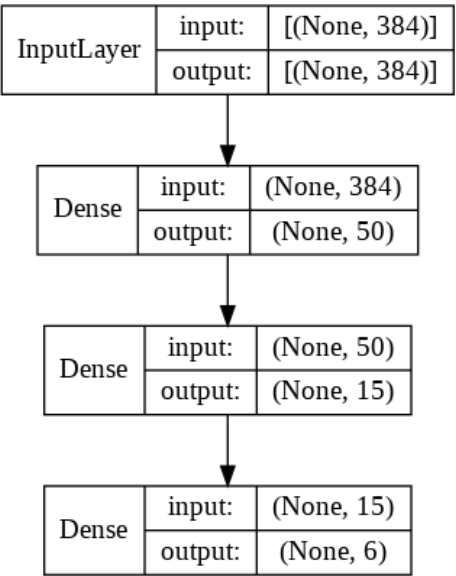 InputLayer
input: [(None, 384)]
output: [(None, 384)]
Dense
input: (None, 384)
output: (None, 50)
Dense
input: (None, 50)
output: (None, 15)
Dense
input: (None, 15)
output: (None, 6)